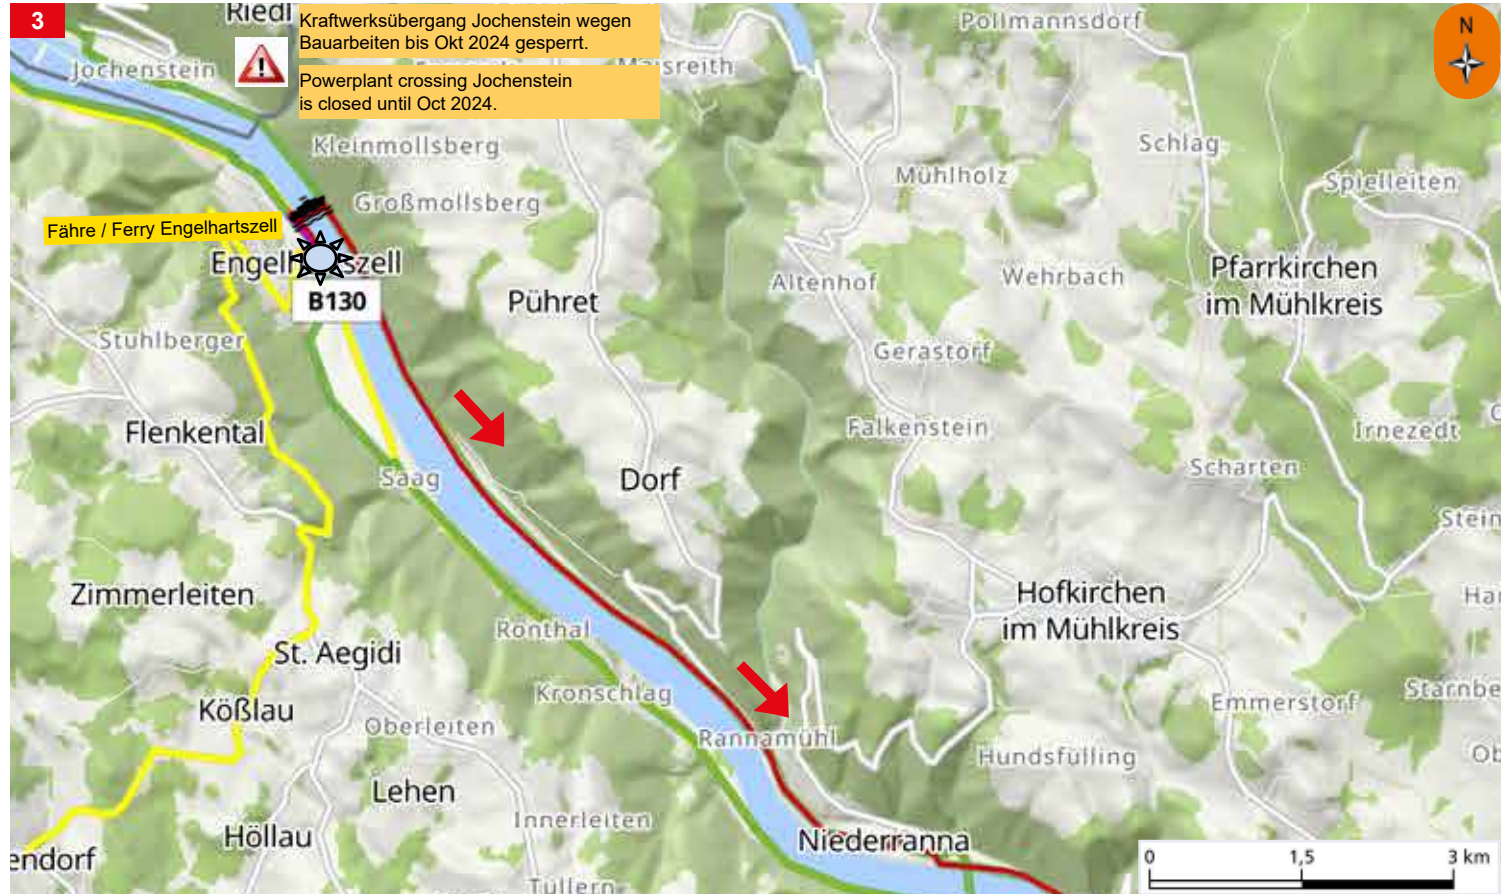 3
Riedl
Kraftwerksübergang Jochenstein wegen
Bauarbeiten bis Okt 2024 gesperrt.
Powerplant crossing Jochenstein
is closed until Oct 2024.
N
Pollmannsdorf
Jochenstein
Kleinmollsberg
Schlag
Mühlholz
Spielleiten
Großmollsberg
Fähre / Ferry Engelhartszell
B130
Pühret
Altenhof
Wehrbach
Pfarrkirchen
im Mühlkreis
Stuhlberger
Gerastorf
Flenkental
Falkenstein
Irnezedt
Saag
Dorf
Scharten
Stein
Zimmerleiten
Hofkirchen
im Mühlkreis
Ronthal
St. Aegidi
Kronschlag
Kößlau
Oberleiten
Emmerstorf
Starnbe
Rannamühl
Hundsfülling
Lehen
Innerleiten
Höllau
Niederranna
endorf
Tullern
0 1,5 3 km